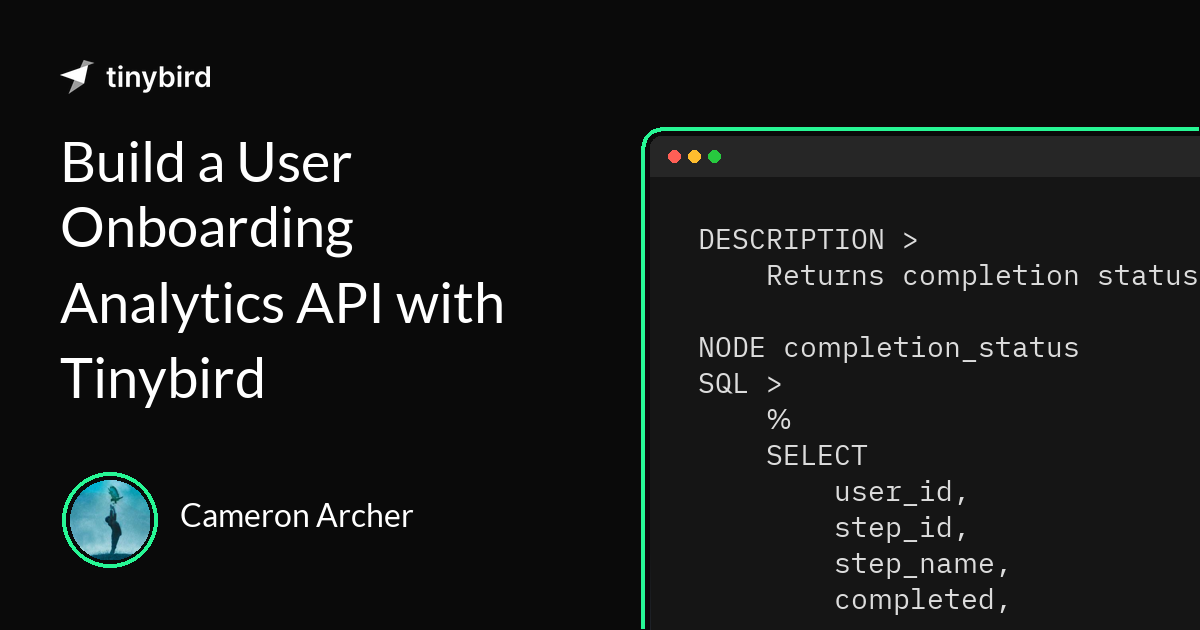 tinybird
Build a User
Onboarding
Analytics API with
Tinybird
Cameron Archer
DESCRIPTION >
Returns completion status
NODE completion_status
SQL >
%
SELECT
user_id,
step_id,
step_name,
completed,